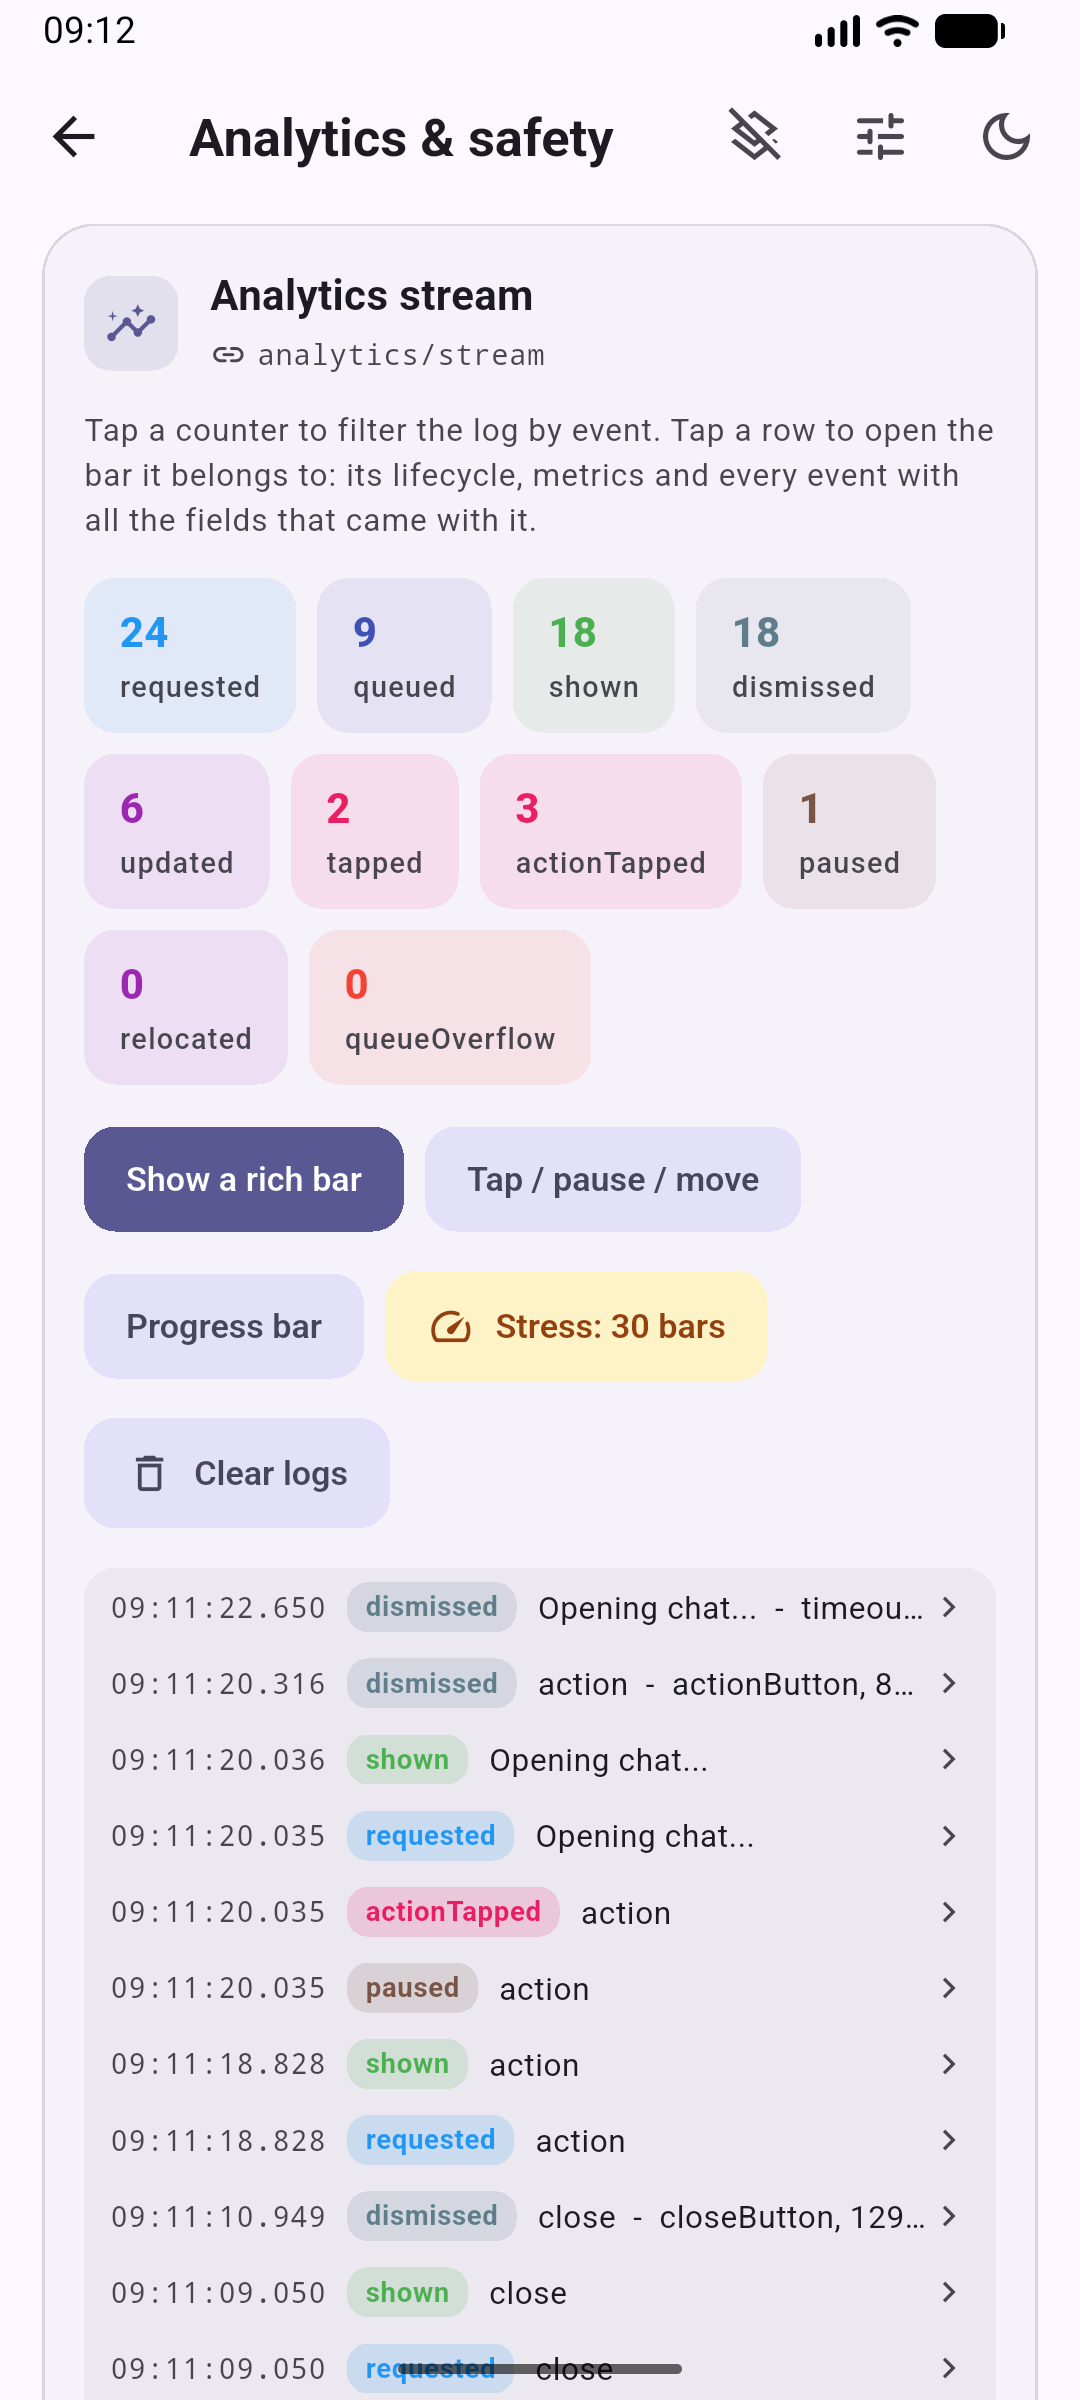 09:12
Analytics & safety
Analytics stream
analytics/stream
Tap a counter to filter the log by event. Tap a row to open the
bar it belongs to: its lifecycle, metrics and every event with
all the fields that came with it.
24 9 18 18
requested queued shown dismissed
6 2 3 1
updated tapped actionTapped paused
0 0
relocated queueOverflow
Show a rich bar Tap / pause / move
Progress bar Stress: 30 bars
Clear logs
09:11:22.650 dismissed Opening chat... - timeou...
09:11:20.316 dismissed action - actionButton, 8...
09:11:20.036 shown Opening chat...
09:11:20.035 requested Opening chat...
09:11:20.035 actionTapped action
09:11:20.035 paused action
09:11:18.828 shown action
09:11:18.828 requested action
09:11:10.949 dismissed close - closeButton, 129...
09:11:09.050 shown close
09:11:09.050 requested close